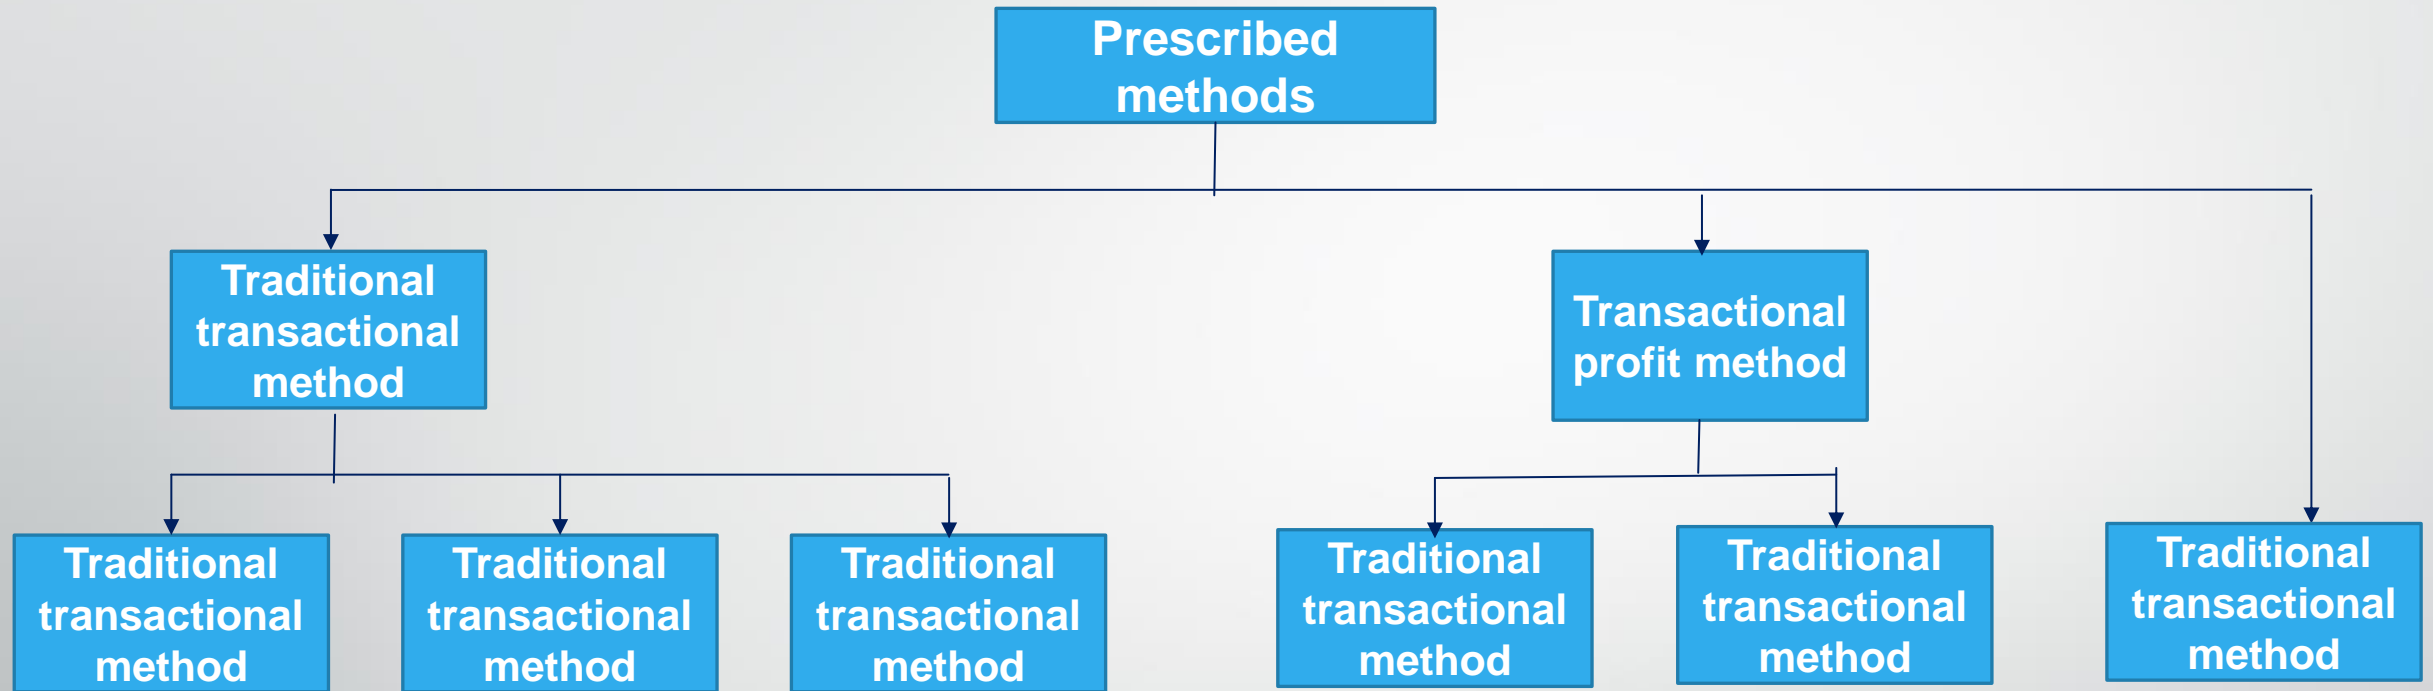 Prescribed
methods
Traditional
transactional
method
Transactional
profit method
Traditional
transactional
method
Traditional
transactional
method
Traditional
transactional
method
Traditional
transactional
method
Traditional
transactional
method
Traditional
transactional
method